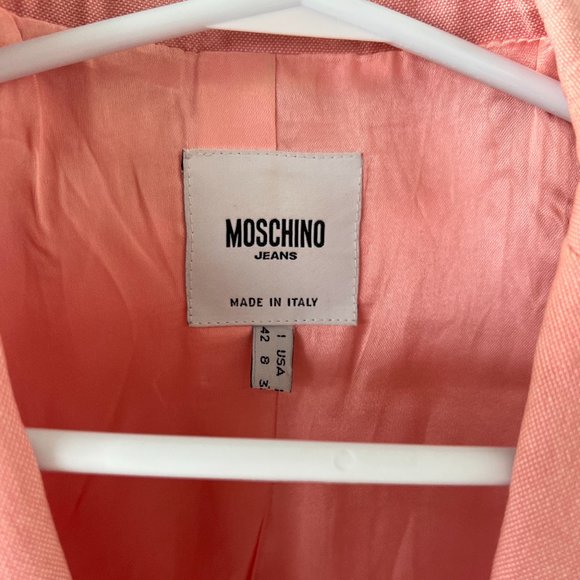 MOSCHINO
JEANS
MADE IN ITALY
I USA
42 8